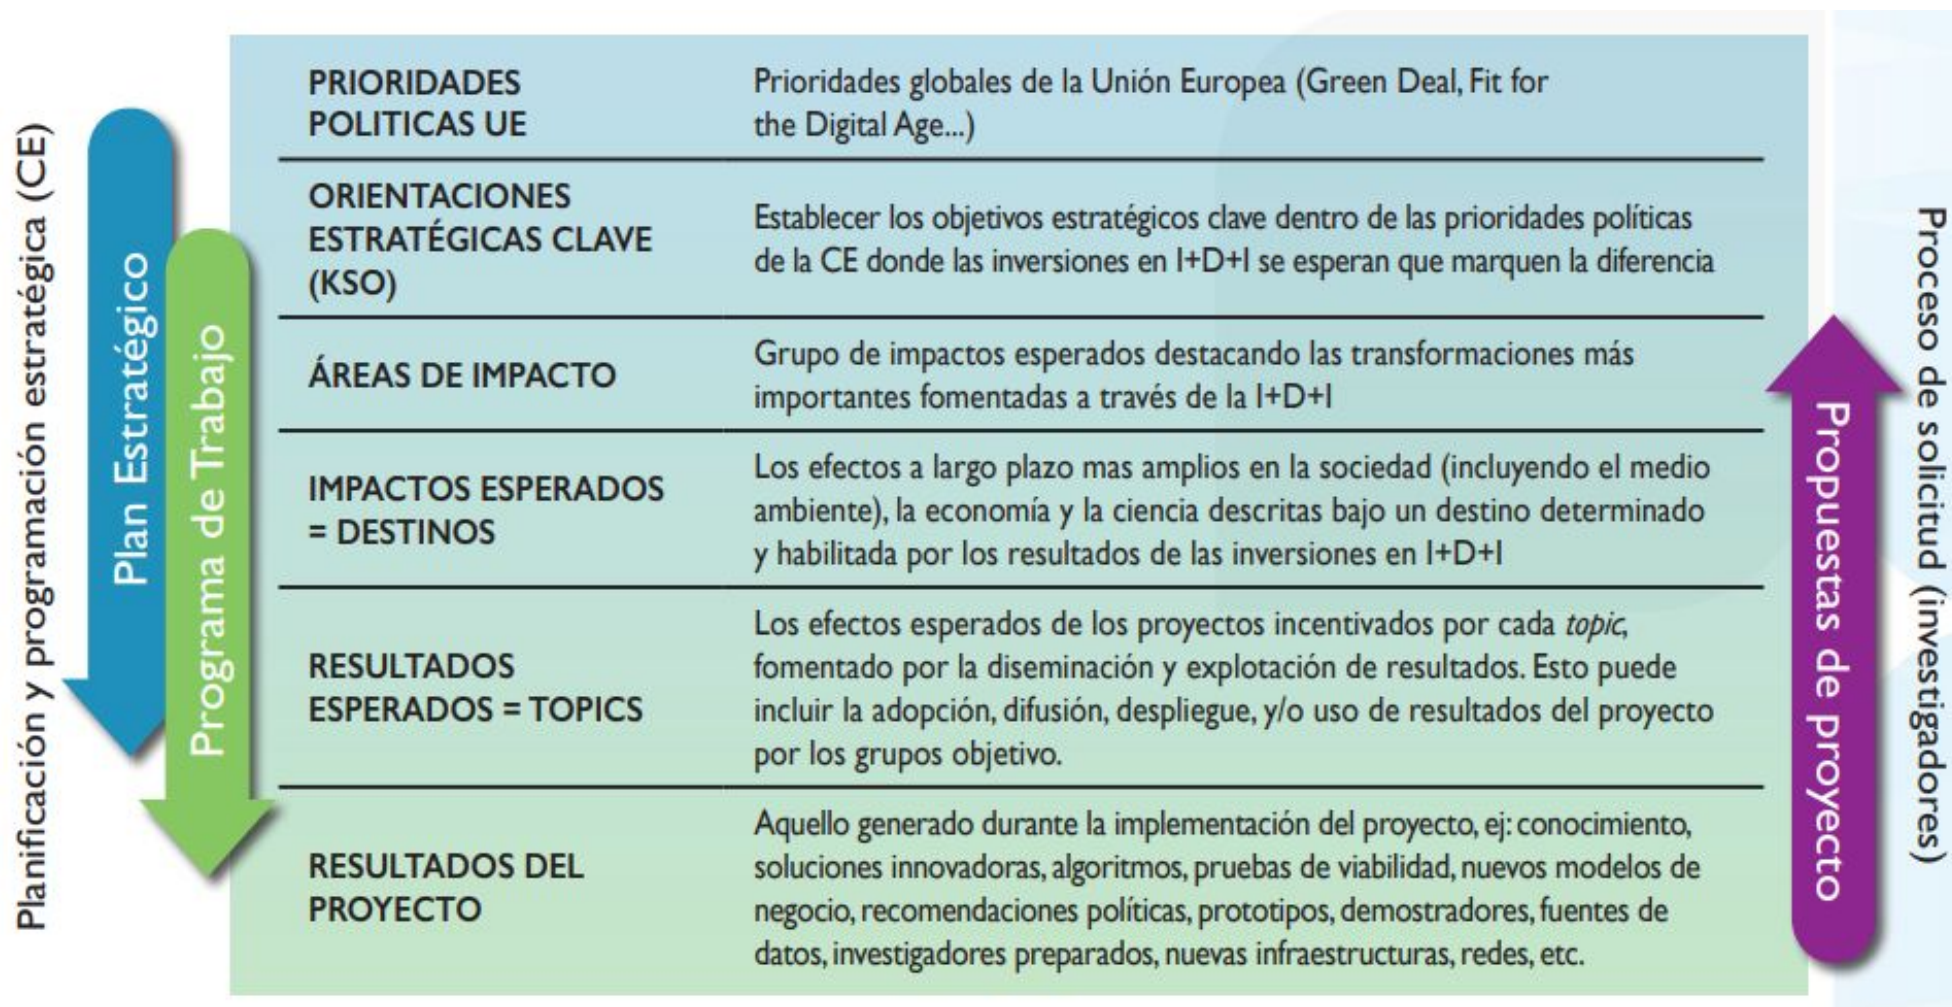 Planificación y programación estratégica (CE)
Plan Estratégico
Programa de Trabajo
PRIORIDADES
POLITICAS UE
Prioridades globales de la Unión Europea (Green Deal, Fit for
the Digital Age...)
ORIENTACIONES
ESTRATÉGICAS CLAVE
(KSO)
Establecer los objetivos estratégicos clave dentro de las prioridades políticas
de la CE donde las inversiones en I+D+I se esperan que marquen la diferencia
ÁREAS DE IMPACTO
Grupo de impactos esperados destacando las transformaciones más
importantes fomentadas a través de la I+D+I
IMPACTOS ESPERADOS
= DESTINOS
Los efectos a largo plazo mas amplios en la sociedad (incluyendo el medio
ambiente), la economía y la ciencia descritas bajo un destino determinado
y habilitada por los resultados de las inversiones en I+D+I
RESULTADOS
ESPERADOS = TOPICS
Los efectos esperados de los proyectos incentivados por cada topic,
fomentado por la diseminación y explotación de resultados. Esto puede
incluir la adopción, difusión, despliegue, y/o uso de resultados del proyecto
por los grupos objetivo.
RESULTADOS DEL
PROYECTO
Aquello generado durante la implementación del proyecto, ej: conocimiento,
soluciones innovadoras, algoritmos, pruebas de viabilidad, nuevos modelos de
negocio, recomendaciones políticas, prototipos, demostradores, fuentes de
datos, investigadores preparados, nuevas infraestructuras, redes, etc.
Propuestas de proyecto
Proceso de solicitud (investigadores)